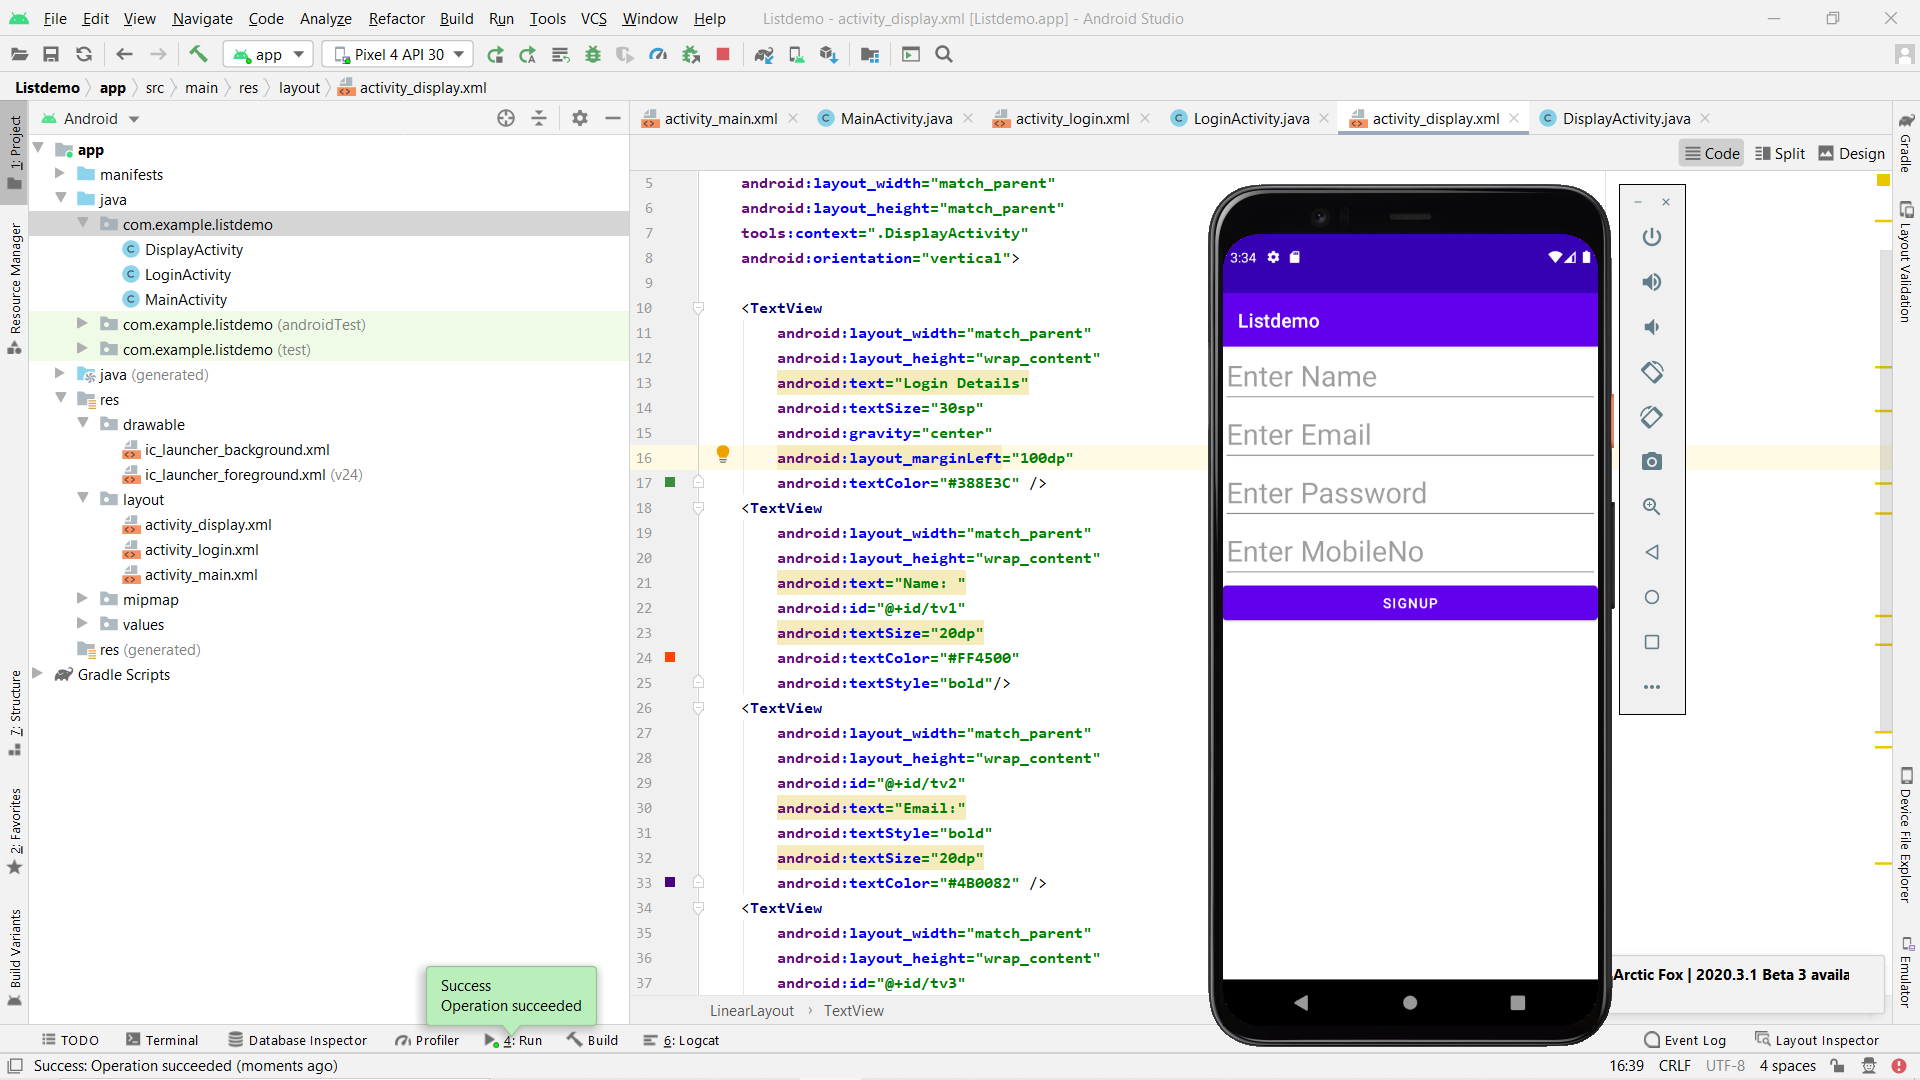 File Edit View Navigate Code Analyze Refactor Build Run Tools VCS Window Help Listdemo - activity_display.xml [Listdemo.app] - Android Studio
app Pixel 4 API 30
Listdemo app src main res layout activity_display.xml
Android
activity_main.xml MainActivity.java activity_login.xml LoginActivity.java activity_display.xml DisplayActivity.java
Code Split Design
1: Project
Resource Manager
7: Structure
2: Favorites
Build Variants
app
manifests
java
com.example.listdemo
DisplayActivity
LoginActivity
MainActivity
com.example.listdemo (androidTest)
com.example.listdemo (test)
java (generated)
res
drawable
ic_launcher_background.xml
ic_launcher_foreground.xml (v24)
layout
activity_display.xml
activity_login.xml
activity_main.xml
mipmap
values
res (generated)
Gradle Scripts
5 android:layout_width="match_parent"
6 android:layout_height="match_parent"
7 tools:context=".DisplayActivity"
8 android:orientation="vertical">
9
10 <TextView
11 android:layout_width="match_parent"
12 android:layout_height="wrap_content"
13 android:text="Login Details"
14 android:textSize="30sp"
15 android:gravity="center"
16 android:layout_marginLeft="100dp"
17 android:textColor="#388E3C" />
18 <TextView
19 android:layout_width="match_parent"
20 android:layout_height="wrap_content"
21 android:text="Name: "
22 android:id="@+id/tv1"
23 android:textSize="20dp"
24 android:textColor="#FF4500"
25 android:textStyle="bold"/>
26 <TextView
27 android:layout_width="match_parent"
28 android:layout_height="wrap_content"
29 android:id="@+id/tv2"
30 android:text="Email:"
31 android:textStyle="bold"
32 android:textSize="20dp"
33 android:textColor="#4B0082" />
34 <TextView
35 android:layout_width="match_parent"
36 android:layout_height="wrap_content"
37 android:id="@+id/tv3"
LinearLayout TextView
3:34
Listdemo
Enter Name
Enter Email
Enter Password
Enter MobileNo
SIGNUP
Gradle
Layout Validation
Device File Explorer
Emulator
Arctic Fox | 2020.3.1 Beta 3 availa
Success
Operation succeeded
TODO Terminal Database Inspector Profiler 4: Run Build 6: Logcat Event Log Layout Inspector
Success: Operation succeeded (moments ago) 16:39 CRLF UTF-8 4 spaces